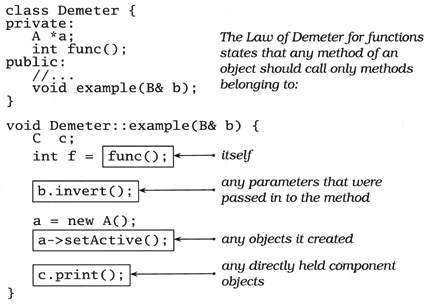 class Demeter {
private:
A *a;
int func();
public:
//...
void example(B& b);
}
The Law of Demeter for functions
states that any method of an
object should call only methods
belonging to:
void Demeter::example(B& b) {
C c;
int f = func();
itself
b.invert();
any parameters that were
passed in to the method
a = new A();
a->setActive();
any objects it created
c.print();
any directly held component
objects
}